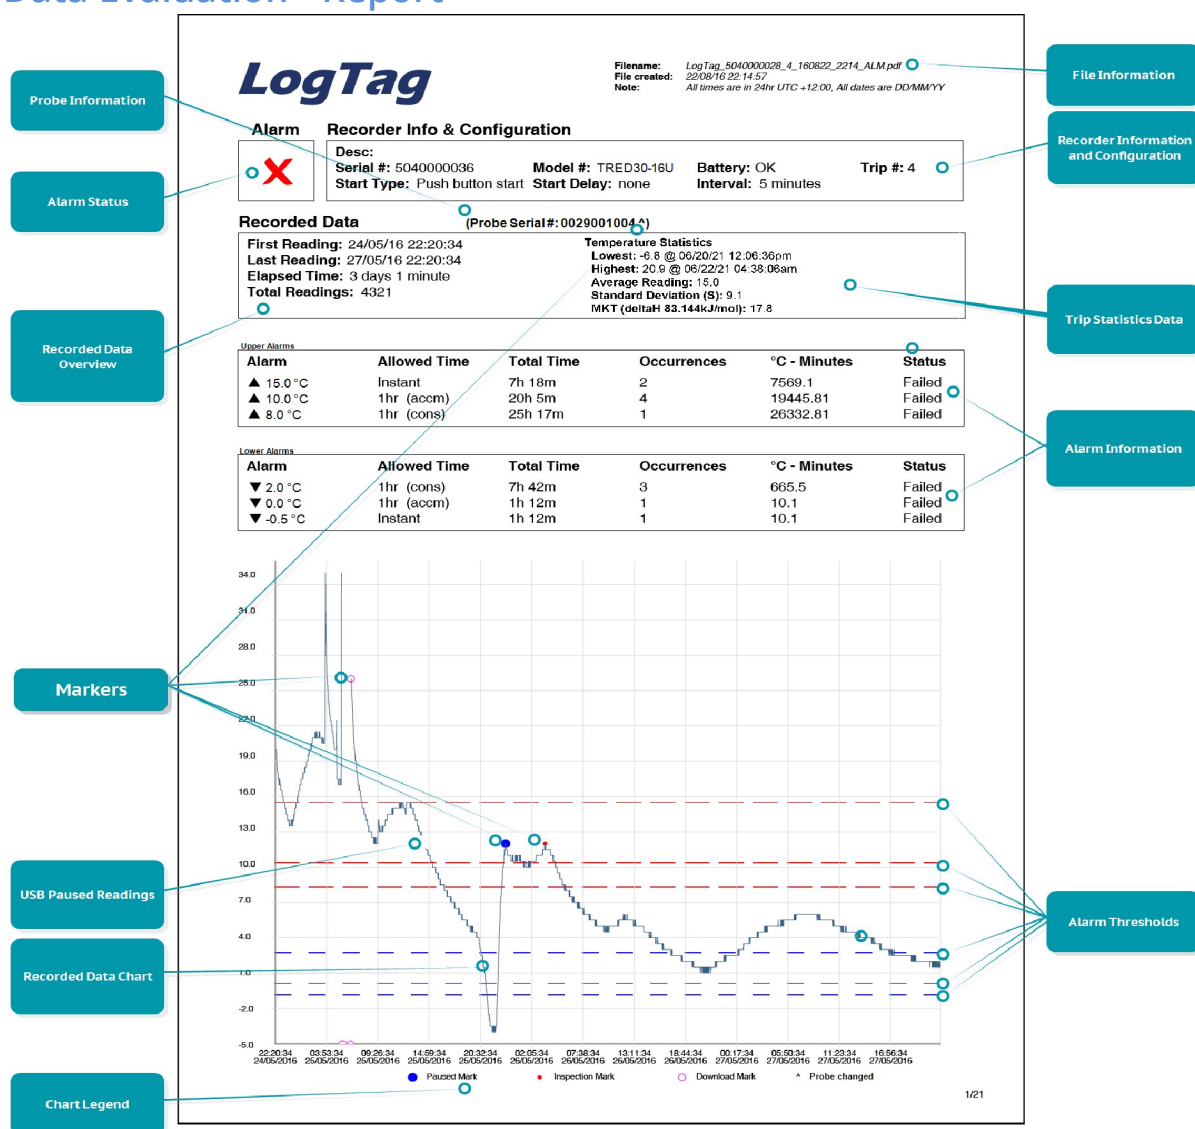 Data Evaluation - Report
LogTag
Filename: LogTag_5040000028_4_160822_2214_ALM.pdf
File created: 22/08/16 22:14:57
Note: All times are in 24hr UTC +12:00, All dates are DD/MM/YY
File Information
Probe Information
Alarm
Recorder Info & Configuration
Desc:
Serial #: 5040000036 Model #: TRED30-16U Battery: OK Trip #: 4
Start Type: Push button start Start Delay: none Interval: 5 minutes
Recorder Information
and Configuration
Alarm Status
Recorded Data (Probe Serial #: 0029001004 ^)
First Reading: 24/05/16 22:20:34
Last Reading: 27/05/16 22:20:34
Elapsed Time: 3 days 1 minute
Total Readings: 4321
Temperature Statistics
Lowest: -6.8 @ 06/20/21 12:06:36pm
Highest: 20.9 @ 06/22/21 04:38:06am
Average Reading: 15.0
Standard Deviation (S): 9.1
MKT (deltaH 83.144kJ/mol): 17.8
Trip Statistics Data
Recorded Data
Overview
Upper Alarms
Alarm Allowed Time Total Time Occurrences °C - Minutes Status
▲ 15.0 °C Instant 7h 18m 2 7569.1 Failed
▲ 10.0 °C 1hr (accm) 20h 5m 4 19445.81 Failed
▲ 8.0 °C 1hr (cons) 25h 17m 1 26332.81 Failed
Alarm Information
Lower Alarms
Alarm Allowed Time Total Time Occurrences °C - Minutes Status
▼ 2.0 °C 1hr (cons) 7h 42m 3 665.5 Failed
▼ 0.0 °C 1hr (accm) 1h 12m 1 10.1 Failed
▼ -0.5 °C Instant 1h 12m 1 10.1 Failed
34.0
31.0
28.0
25.0
22.0
19.0
16.0
13.0
10.0
7.0
4.0
1.0
-2.0
-5.0
Markers
USB Paused Readings
Recorded Data Chart
Alarm Thresholds
22:20:34 03:53:34 09:26:34 14:59:34 20:32:34 02:05:34 07:38:34 13:11:34 18:44:34 00:17:34 05:50:34 11:23:34 16:56:34
24/05/2016 25/05/2016 25/05/2016 25/05/2016 25/05/2016 26/05/2016 26/05/2016 26/05/2016 26/05/2016 27/05/2016 27/05/2016 27/05/2016 27/05/2016
Paused Mark Inspection Mark Download Mark ^ Probe changed
Chart Legend
1/21